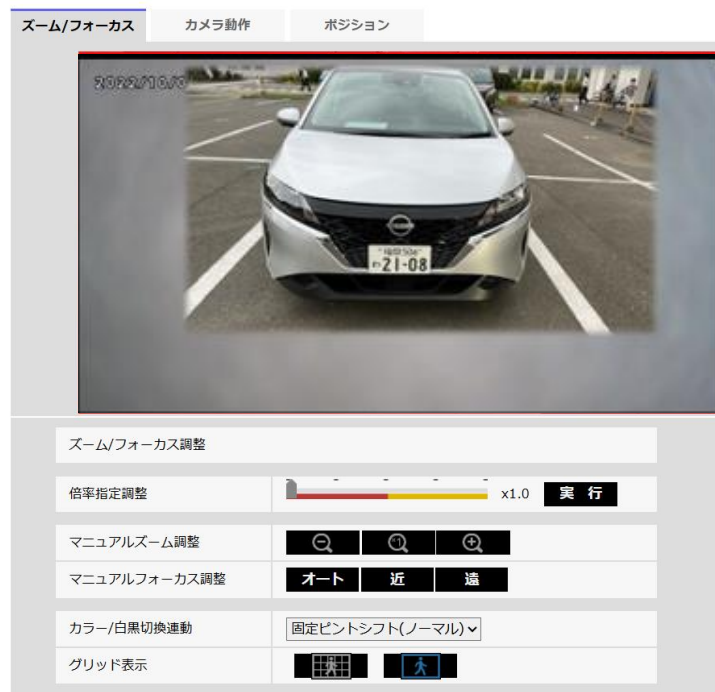 ズーム/フォーカス カメラ動作 ポジション
2022/10/0
21-08
ズーム/フォーカス調整
倍率指定調整 x1.0 実 行
マニュアルズーム調整
マニュアルフォーカス調整 オート 近 遠
カラー/白黒切換連動 固定ピントシフト(ノーマル)
グリッド表示